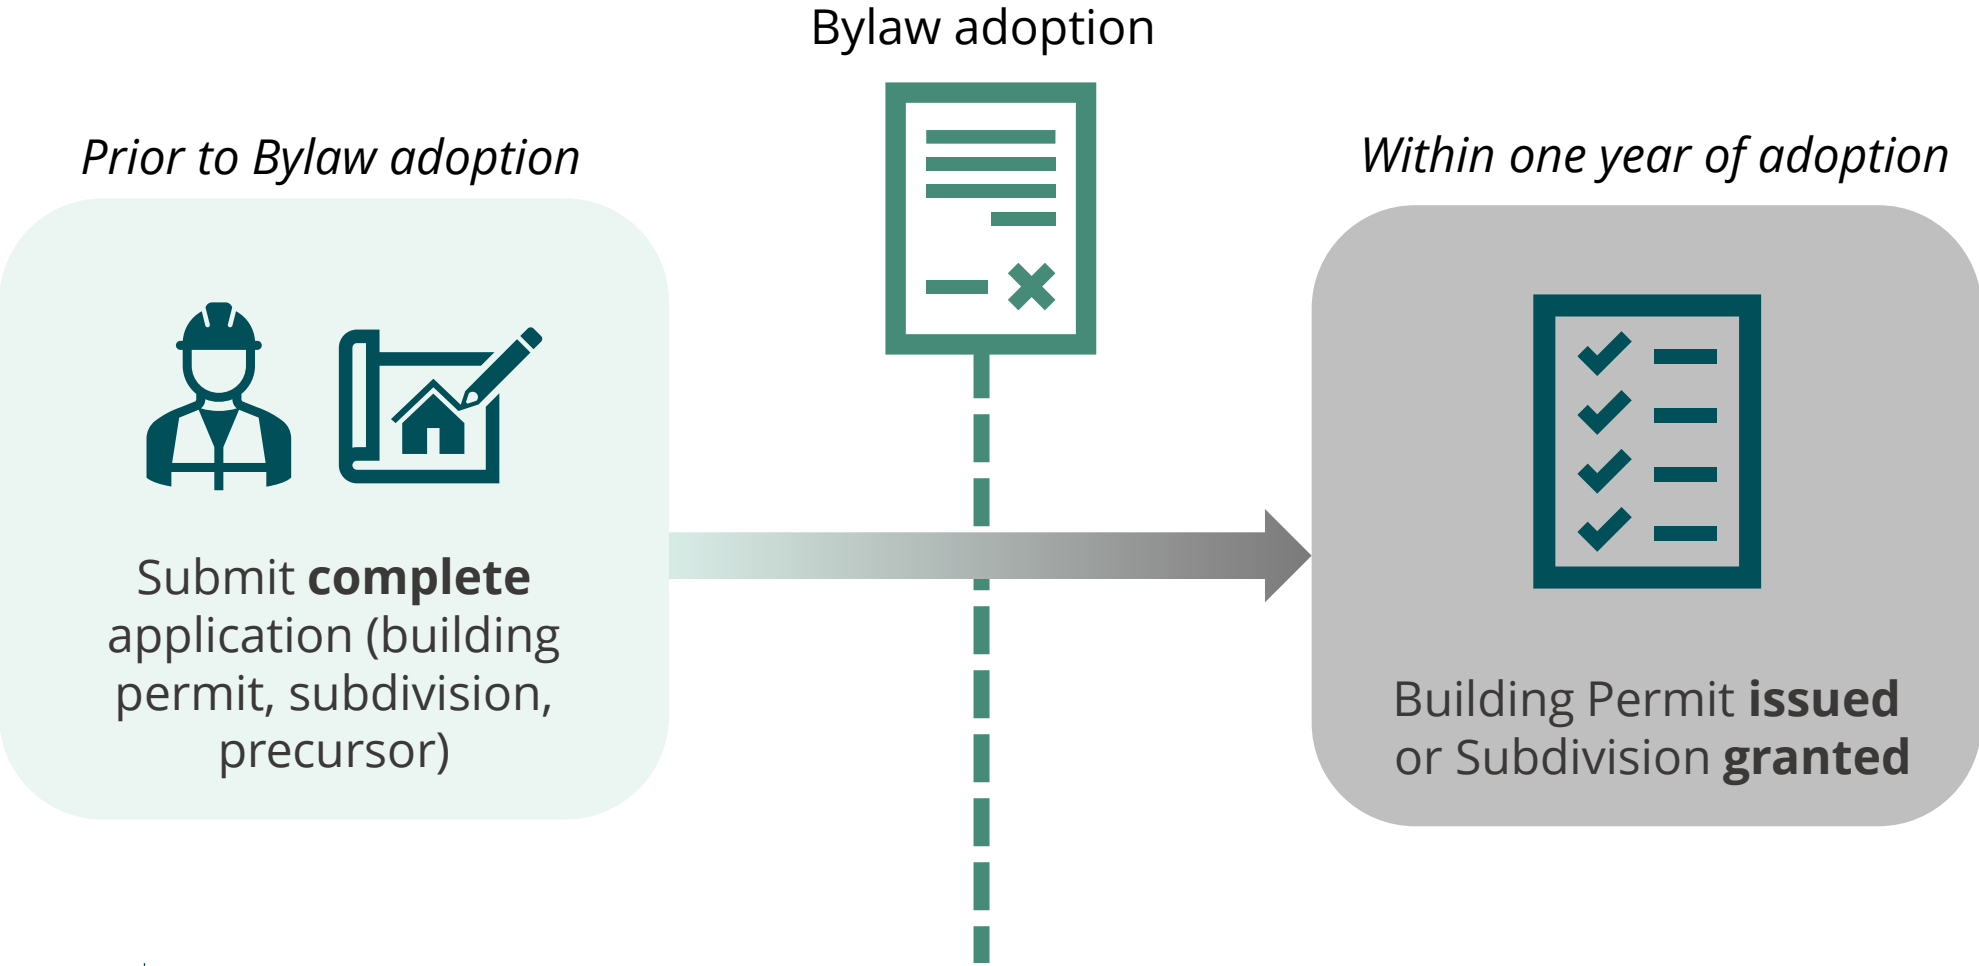 Bylaw adoption
Prior to Bylaw adoption
Submit complete
application (building
permit, subdivision,
precursor)
Within one year of adoption
Building Permit issued
or Subdivision granted